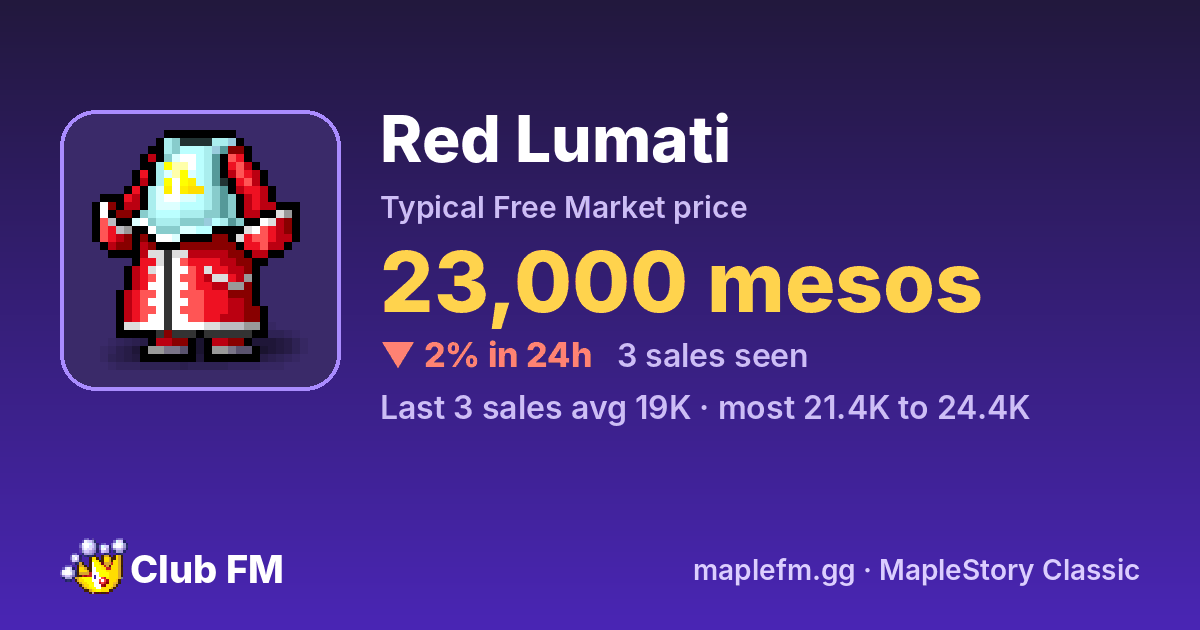 Red Lumati
Typical Free Market price
23,000 mesos
▼ 2% in 24h 3 sales seen
Last 3 sales avg 19K · most 21.4K to 24.4K
Club FM
maplefm.gg · MapleStory Classic